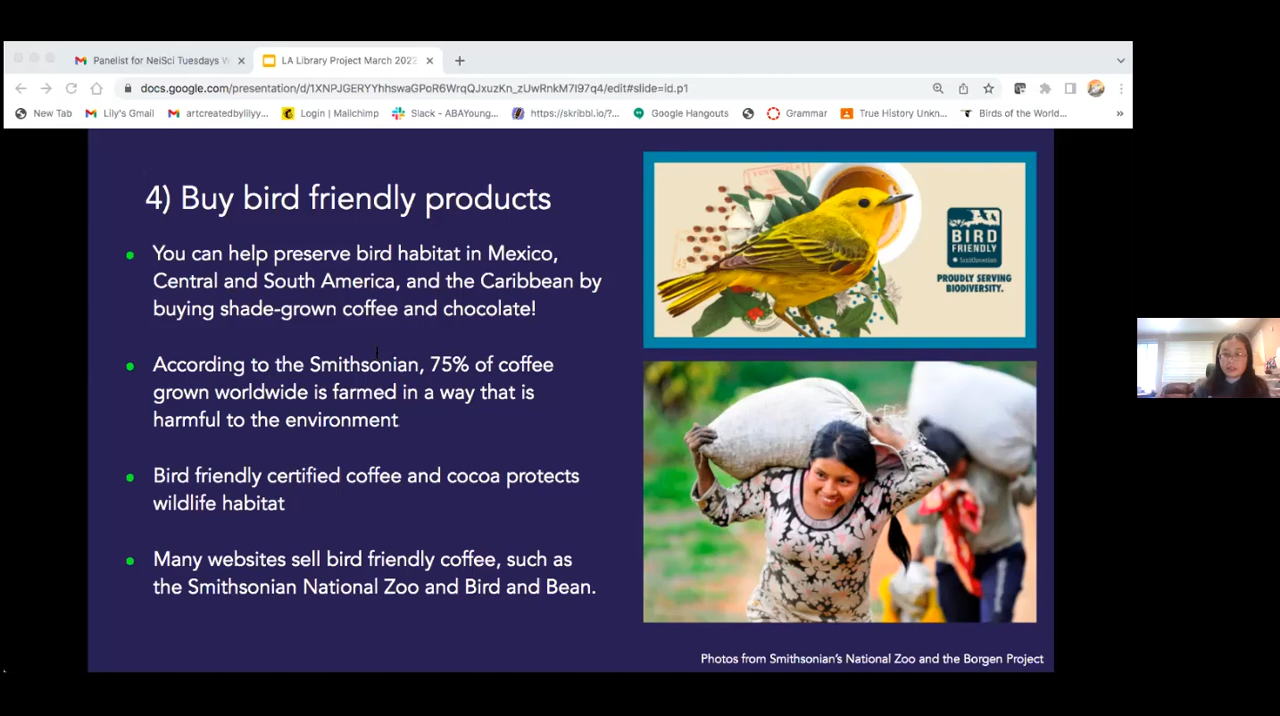 Panelist for NeiSci Tuesdays W
LA Library Project March 2022
docs.google.com/presentation/d/1XNPJGERYYhhswaGPoR6WrqQJxuzKn_zUwRnkM7I97q4/edit#slide=id.p1
New Tab
Lily's Gmail
artcreatedbylilyy...
Login | Mailchimp
Slack - ABAYoung...
https://skribbl.io/?...
Google Hangouts
Grammar
True History Unkn...
Birds of the World...
»
4) Buy bird friendly products
You can help preserve bird habitat in Mexico,
Central and South America, and the Caribbean by
buying shade-grown coffee and chocolate!
According to the Smithsonian, 75% of coffee
grown worldwide is farmed in a way that is
harmful to the environment
Bird friendly certified coffee and cocoa protects
wildlife habitat
Many websites sell bird friendly coffee, such as
the Smithsonian National Zoo and Bird and Bean.
BIRD
FRIENDLY
Smithsonian
PROUDLY SERVING
BIODIVERSITY.
Photos from Smithsonian's National Zoo and the Borgen Project